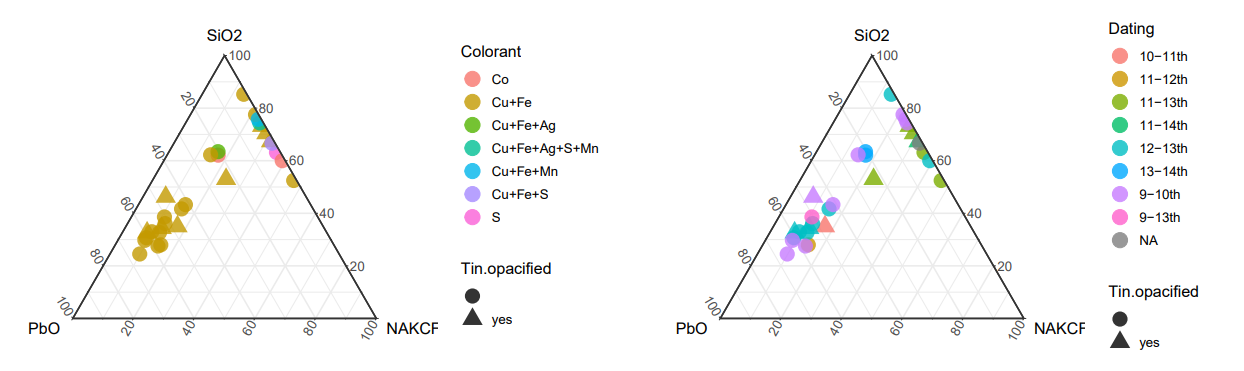 SiO2
100
80
60
40
20
20
40
60
80
100
PbO
20
40
60
80
100
NAKCF
Colorant
Co
Cu+Fe
Cu+Fe+Ag
Cu+Fe+Ag+S+Mn
Cu+Fe+Mn
Cu+Fe+S
S
Tin.opacified
yes
SiO2
100
80
60
40
20
20
40
60
80
100
PbO
20
40
60
80
100
NAKCF
Dating
10−11th
11−12th
11−13th
11−14th
12−13th
13−14th
9−10th
9−13th
NA
Tin.opacified
yes